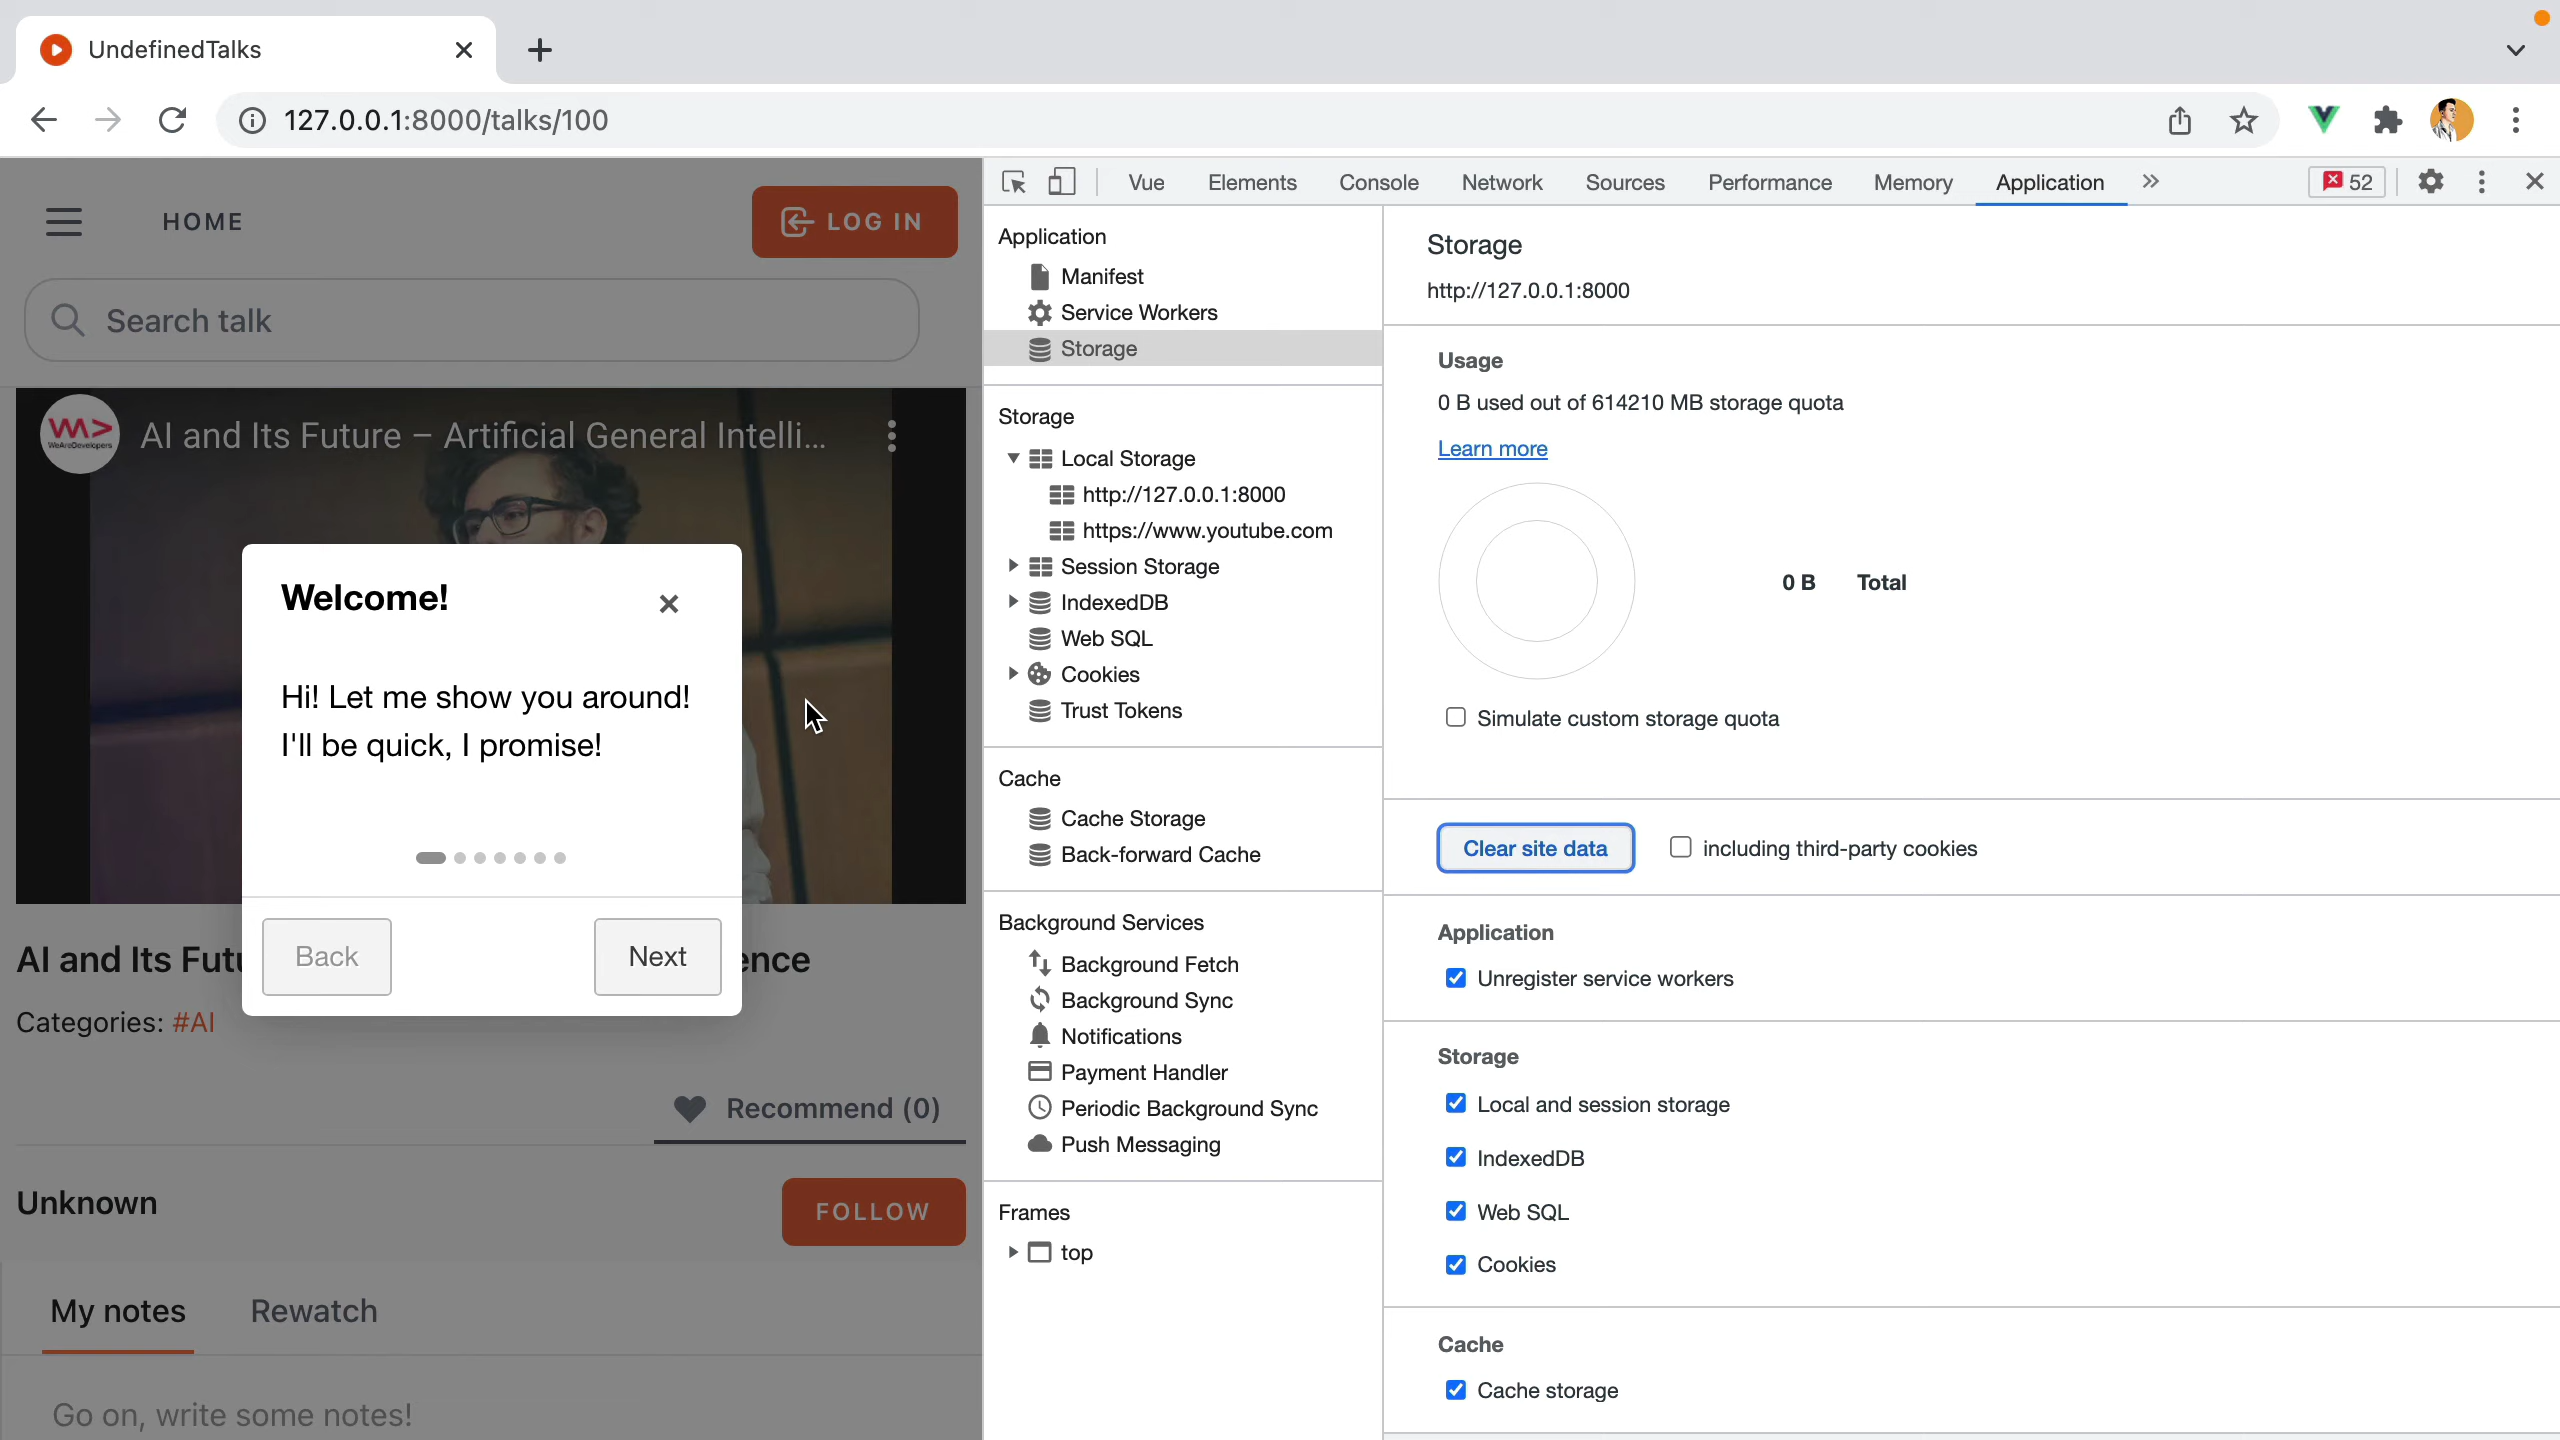 UndefinedTalks
127.0.0.1:8000/talks/100
HOME
LOG IN
Search talk
WeAreDevelopers
AI and Its Future – Artificial General Intelli...
Welcome!
Hi! Let me show you around!
I'll be quick, I promise!
Back
Next
AI and Its Futu
ence
Categories: #AI
Recommend (0)
Unknown
FOLLOW
My notes
Rewatch
Go on, write some notes!
Vue
Elements
Console
Network
Sources
Performance
Memory
Application
52
Application
Manifest
Service Workers
Storage
Storage
Local Storage
http://127.0.0.1:8000
https://www.youtube.com
Session Storage
IndexedDB
Web SQL
Cookies
Trust Tokens
Cache
Cache Storage
Back-forward Cache
Background Services
Background Fetch
Background Sync
Notifications
Payment Handler
Periodic Background Sync
Push Messaging
Frames
top
Storage
http://127.0.0.1:8000
Usage
0 B used out of 614210 MB storage quota
Learn more
0 B Total
Simulate custom storage quota
Clear site data
including third-party cookies
Application
Unregister service workers
Storage
Local and session storage
IndexedDB
Web SQL
Cookies
Cache
Cache storage